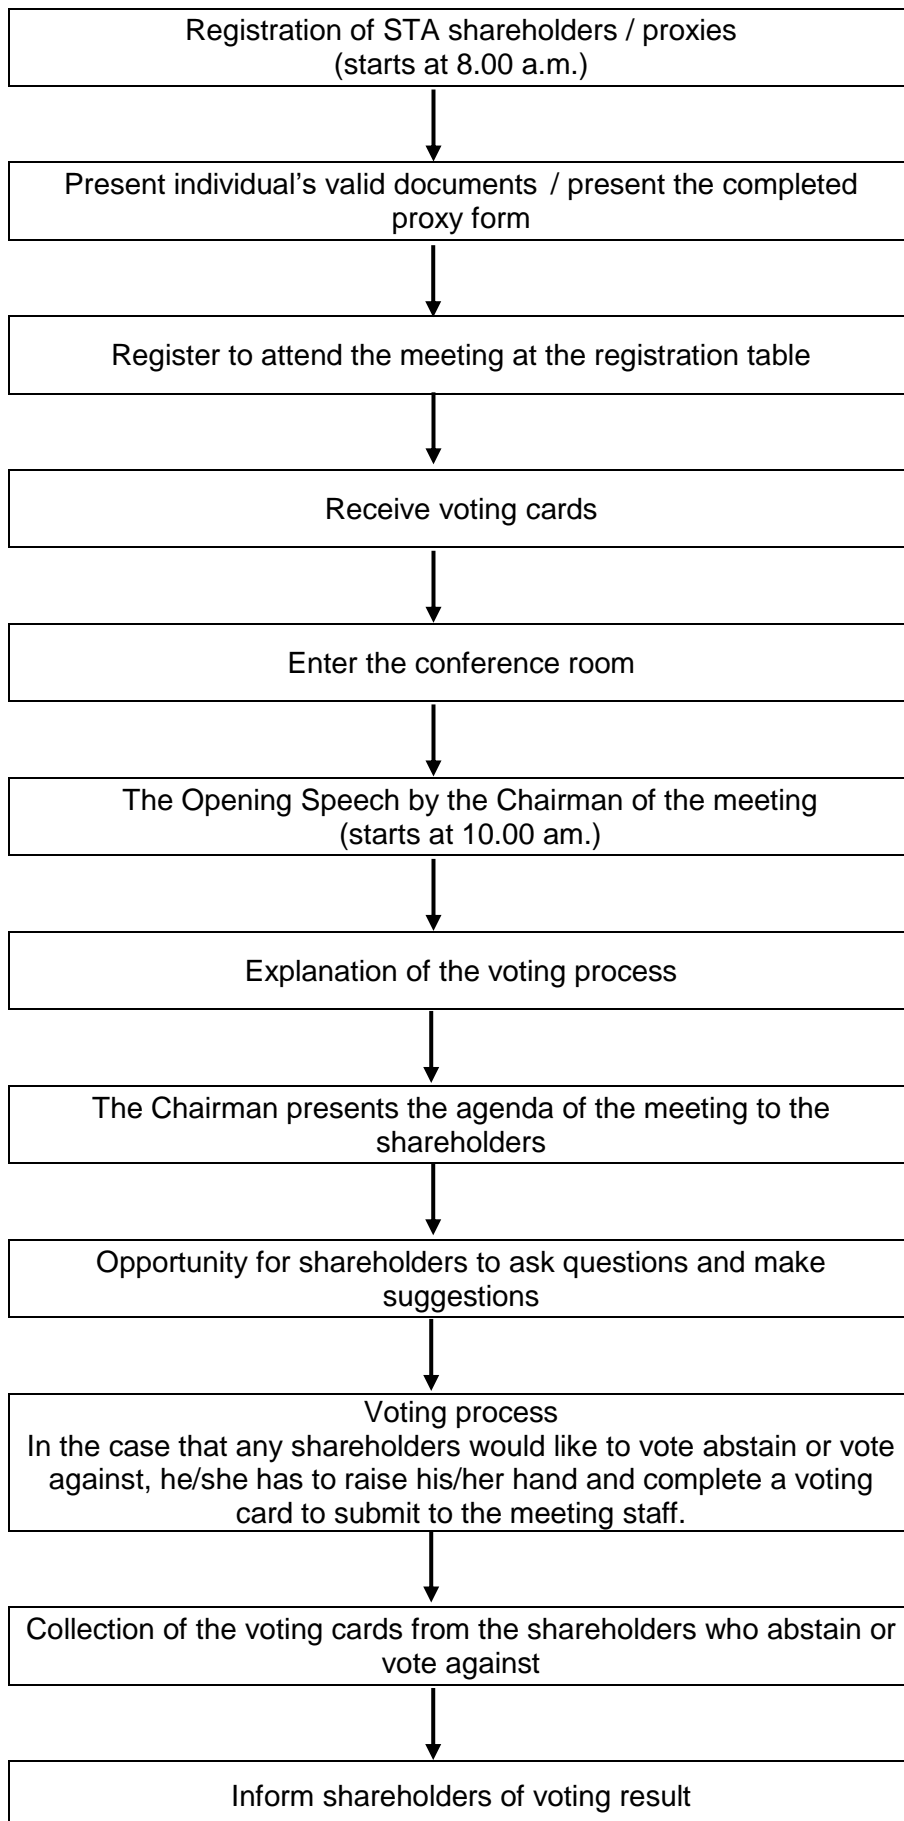 Registration of STA shareholders / proxies
(starts at 8.00 a.m.)
Present individual's valid documents / present the completed
proxy form
Register to attend the meeting at the registration table
Receive voting cards
Enter the conference room
The Opening Speech by the Chairman of the meeting
(starts at 10.00 am.)
Explanation of the voting process
The Chairman presents the agenda of the meeting to the
shareholders
Opportunity for shareholders to ask questions and make
suggestions
Voting process
In the case that any shareholders would like to vote abstain or vote
against, he/she has to raise his/her hand and complete a voting
card to submit to the meeting staff.
Collection of the voting cards from the shareholders who abstain or
vote against
Inform shareholders of voting result